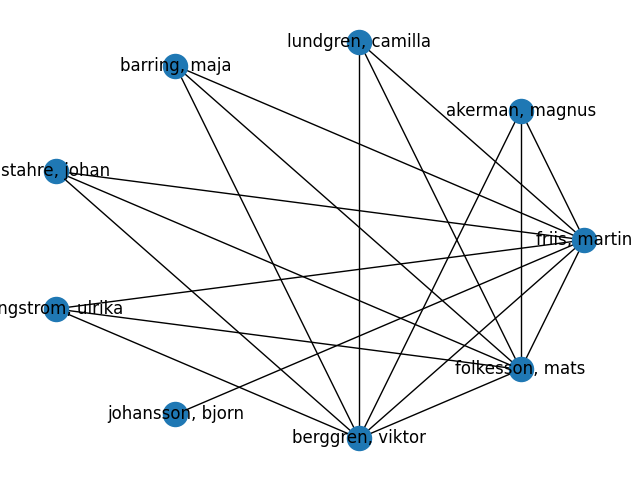 lundgren, camilla
barring, maja
akerman, magnus
stahre, johan
friis, martin
ngstrom, ulrika
folkesson, mats
johansson, bjorn
berggren, viktor